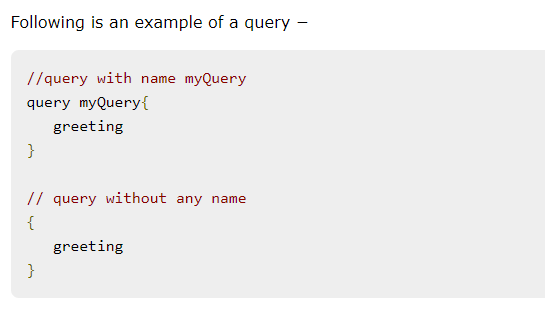 Following is an example of a query −
//query with name myQuery
query myQuery{
   greeting
}
// query without any name
{
   greeting
}